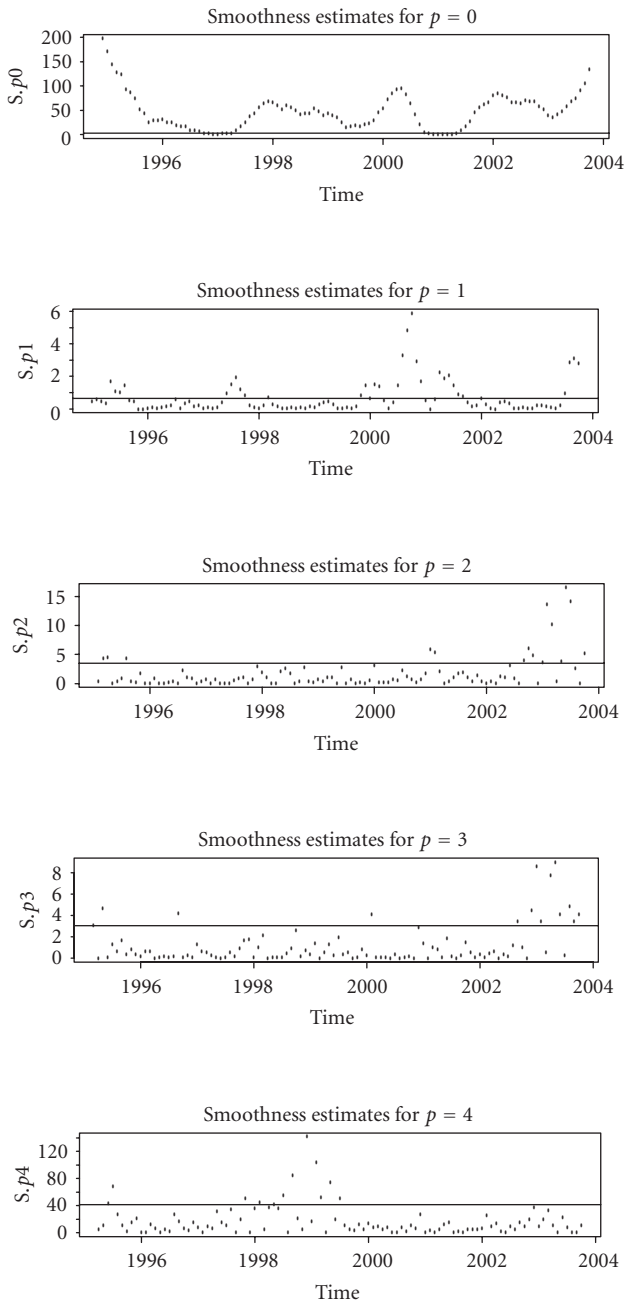 Smoothness estimates for p = 0
S.p0
200
150
100
50
0
1996 1998 2000 2002 2004
Time
Smoothness estimates for p = 1
S.p1
6
4
2
0
1996 1998 2000 2002 2004
Time
Smoothness estimates for p = 2
S.p2
15
10
5
0
1996 1998 2000 2002 2004
Time
Smoothness estimates for p = 3
S.p3
8
6
4
2
0
1996 1998 2000 2002 2004
Time
Smoothness estimates for p = 4
S.p4
120
80
40
0
1996 1998 2000 2002 2004
Time